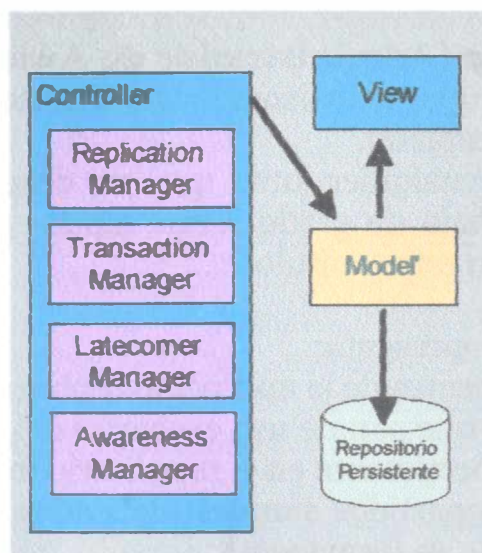 Controller
Replication
Manager
Transaction
Manager
Latecomer
Manager
Awareness
Manager
View
Model
Repositorio
Persistente